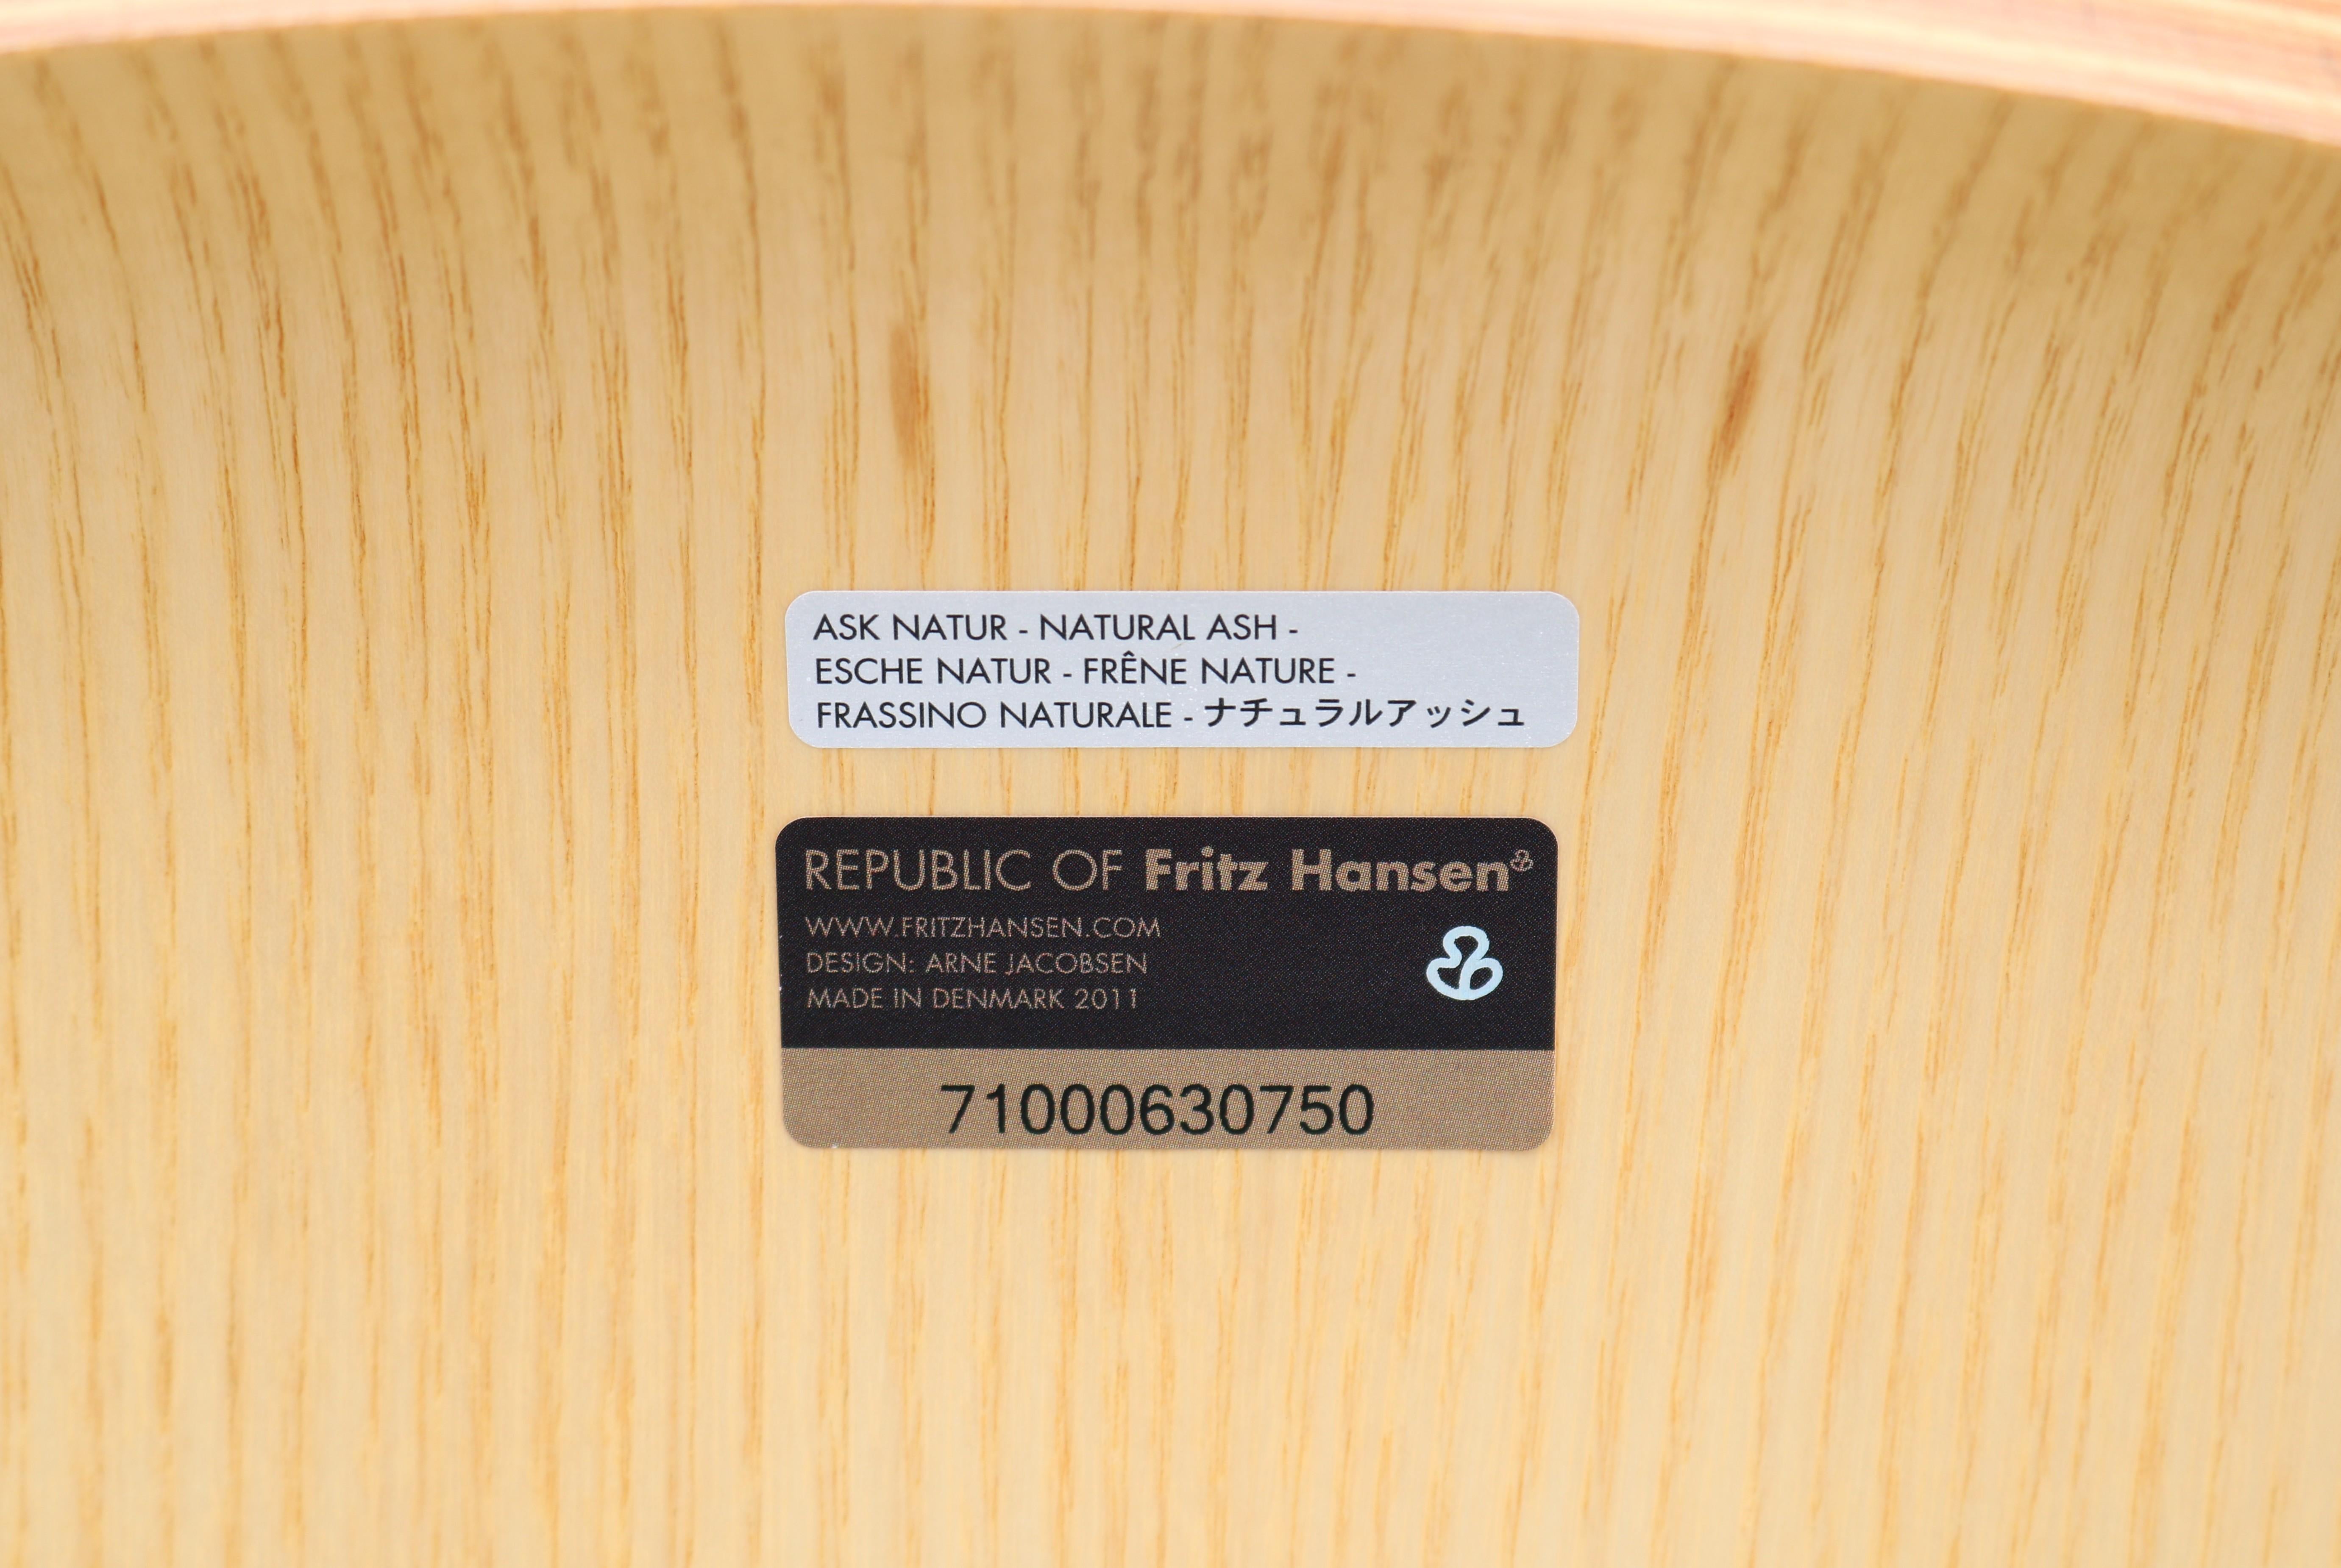 ASK NATUR - NATURAL ASH -
ESCHE NATUR - FRÊNE NATURE -
FRASSINO NATURALE - ナチュラルアッシュ
REPUBLIC OF Fritz Hansen
WWW.FRITZHANSEN.COM
DESIGN: ARNE JACOBSEN
MADE IN DENMARK 2011
71000630750